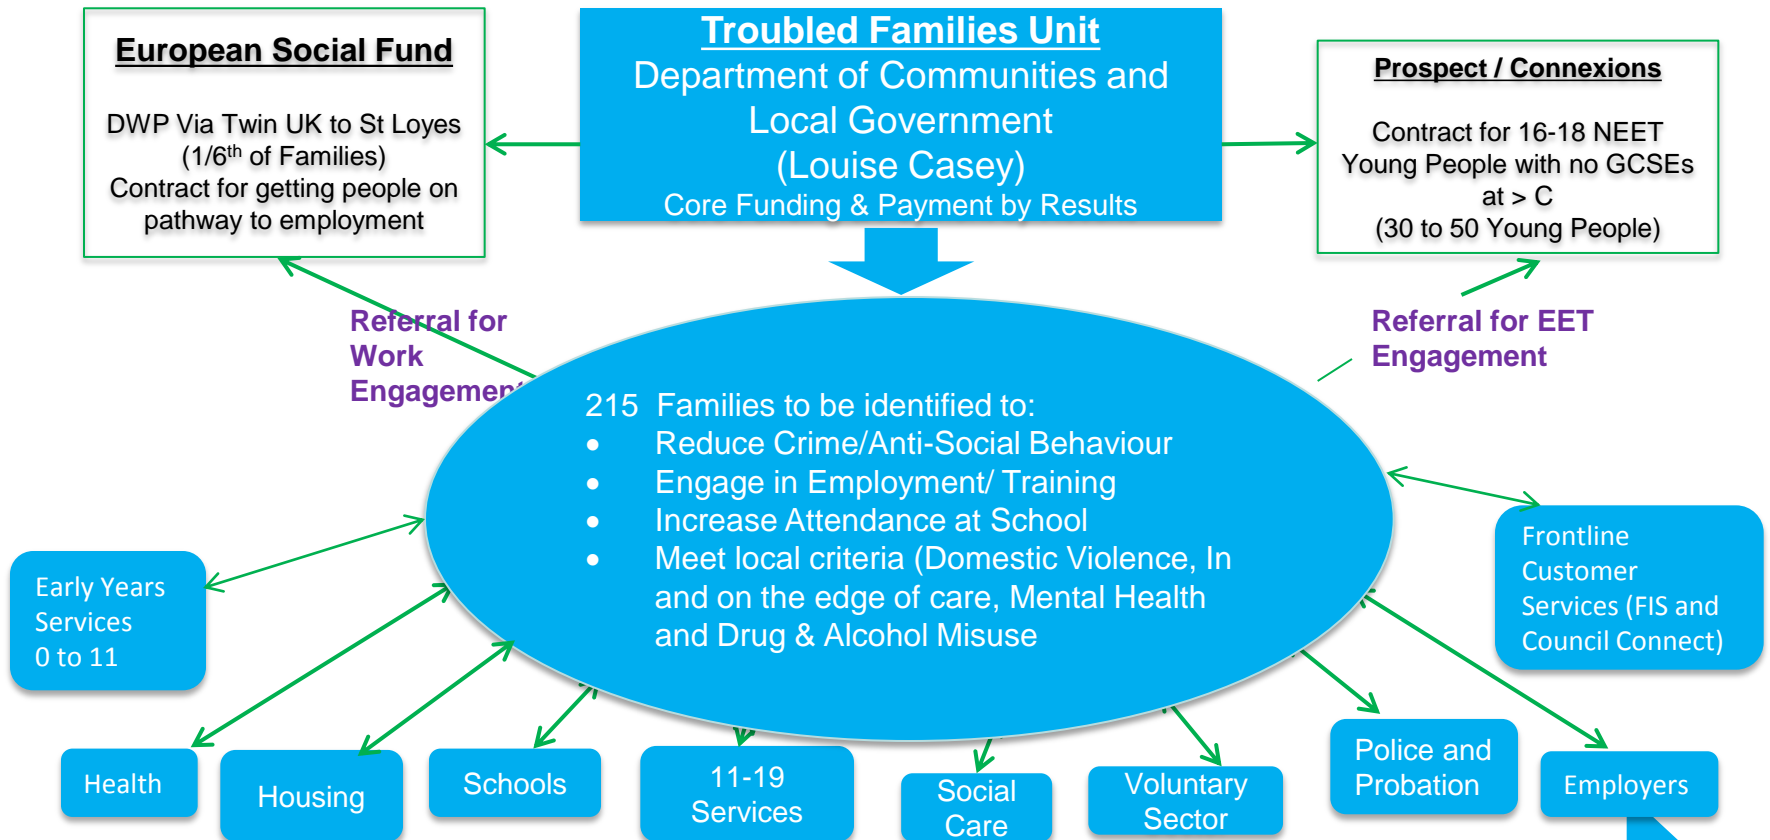 European Social Fund
DWP Via Twin UK to St Loyes
(1/6th of Families)
Contract for getting people on
pathway to employment
Troubled Families Unit
Department of Communities and
Local Government
(Louise Casey)
Core Funding & Payment by Results
Prospect / Connexions
Contract for 16-18 NEET
Young People with no GCSEs
at > C
(30 to 50 Young People)
Referral for
Work
Engagement
Referral for EET
Engagement
215 Families to be identified to:
• Reduce Crime/Anti-Social Behaviour
• Engage in Employment/ Training
• Increase Attendance at School
• Meet local criteria (Domestic Violence, In
and on the edge of care, Mental Health
and Drug & Alcohol Misuse
Early Years
Services
0 to 11
Frontline
Customer
Services (FIS and
Council Connect)
Health
Housing
Schools
11-19
Services
Social
Care
Voluntary
Sector
Police and
Probation
Employers